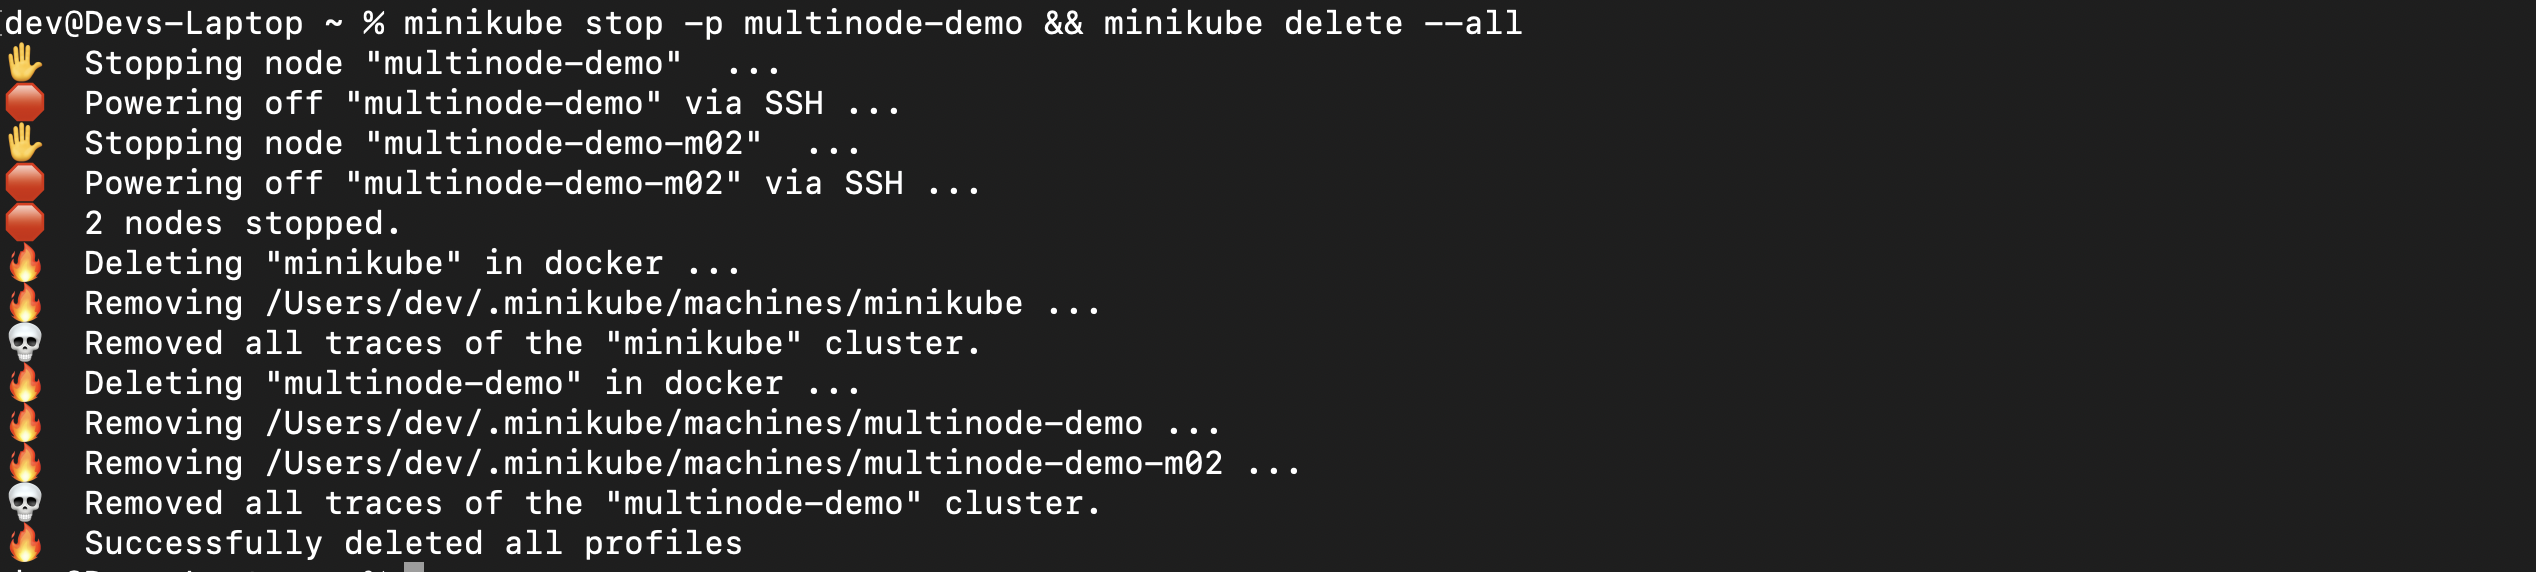 dev@Devs-Laptop ~ % minikube stop -p multinode-demo && minikube delete --all
✋ Stopping node "multinode-demo" ...
🛑 Powering off "multinode-demo" via SSH ...
✋ Stopping node "multinode-demo-m02" ...
🛑 Powering off "multinode-demo-m02" via SSH ...
🛑 2 nodes stopped.
🔥 Deleting "minikube" in docker ...
🔥 Removing /Users/dev/.minikube/machines/minikube ...
💀 Removed all traces of the "minikube" cluster.
🔥 Deleting "multinode-demo" in docker ...
🔥 Removing /Users/dev/.minikube/machines/multinode-demo ...
🔥 Removing /Users/dev/.minikube/machines/multinode-demo-m02 ...
💀 Removed all traces of the "multinode-demo" cluster.
🔥 Successfully deleted all profiles